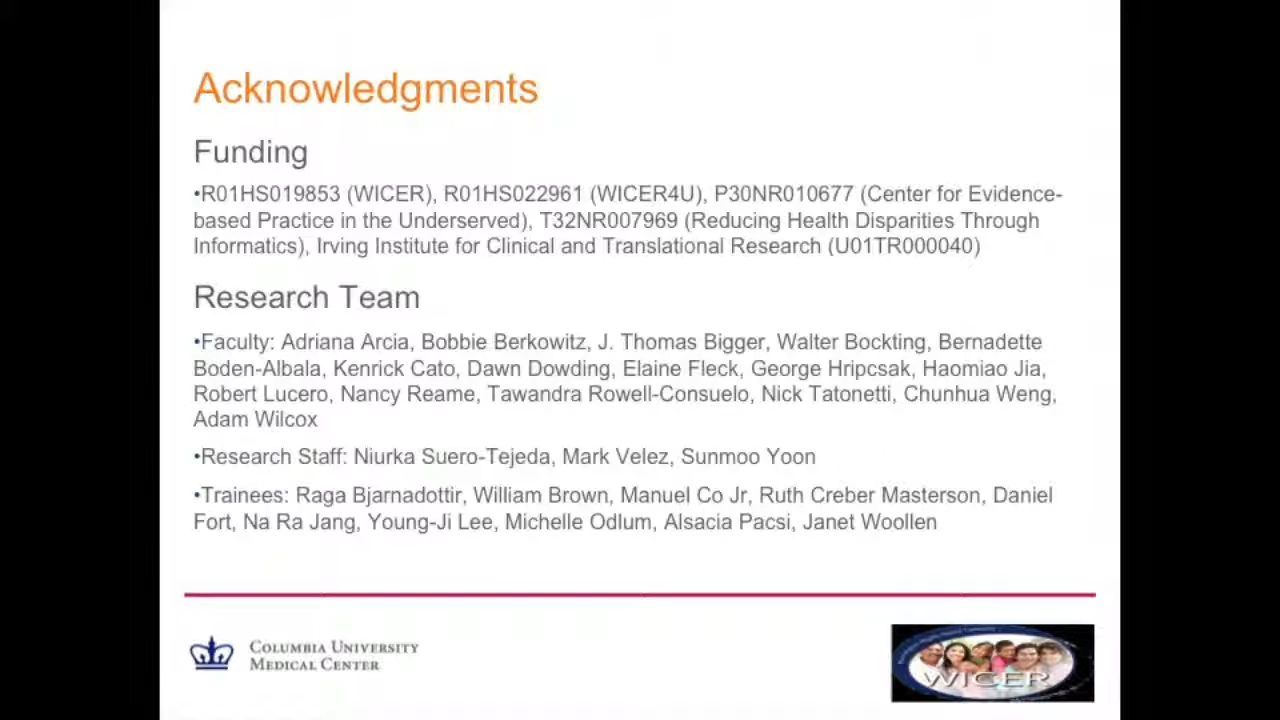 Acknowledgments
Funding
•R01HS019853 (WICER), R01HS022961 (WICER4U), P30NR010677 (Center for Evidence-
based Practice in the Underserved), T32NR007969 (Reducing Health Disparities Through
Informatics), Irving Institute for Clinical and Translational Research (U01TR000040)
Research Team
•Faculty: Adriana Arcia, Bobbie Berkowitz, J. Thomas Bigger, Walter Bockting, Bernadette
Boden-Albala, Kenrick Cato, Dawn Dowding, Elaine Fleck, George Hripcsak, Haomiao Jia,
Robert Lucero, Nancy Reame, Tawandra Rowell-Consuelo, Nick Tatonetti, Chunhua Weng,
Adam Wilcox
•Research Staff: Niurka Suero-Tejeda, Mark Velez, Sunmoo Yoon
•Trainees: Raga Bjarnadottir, William Brown, Manuel Co Jr, Ruth Creber Masterson, Daniel
Fort, Na Ra Jang, Young-Ji Lee, Michelle Odlum, Alsacia Pacsi, Janet Woollen
COLUMBIA UNIVERSITY
MEDICAL CENTER
WICER